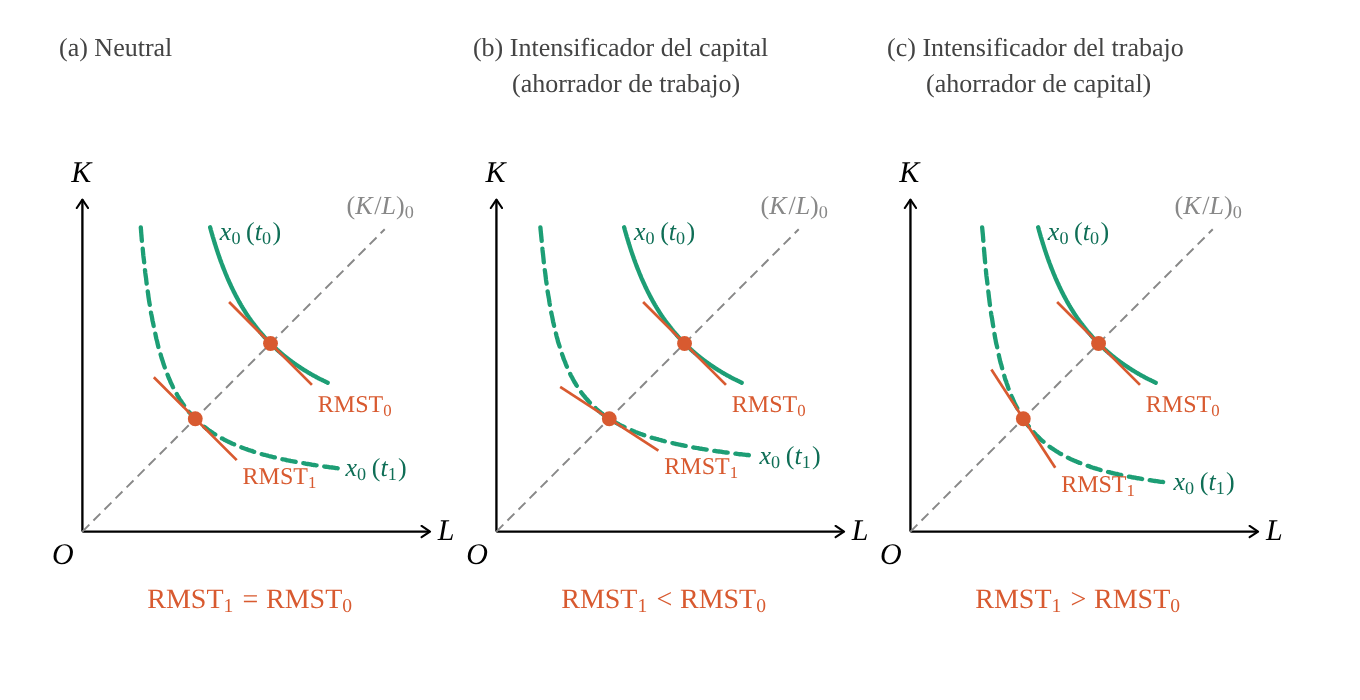 (a) Neutral
(b) Intensificador del capital
(ahorrador de trabajo)
(c) Intensificador del trabajo
(ahorrador de capital)
K
(K/L)₀
x₀ (t₀)
RMST₀
RMST₁
x₀ (t₁)
L
O
RMST₁ = RMST₀
K
(K/L)₀
x₀ (t₀)
RMST₀
RMST₁
x₀ (t₁)
L
O
RMST₁ < RMST₀
K
(K/L)₀
x₀ (t₀)
RMST₀
RMST₁
x₀ (t₁)
L
O
RMST₁ > RMST₀